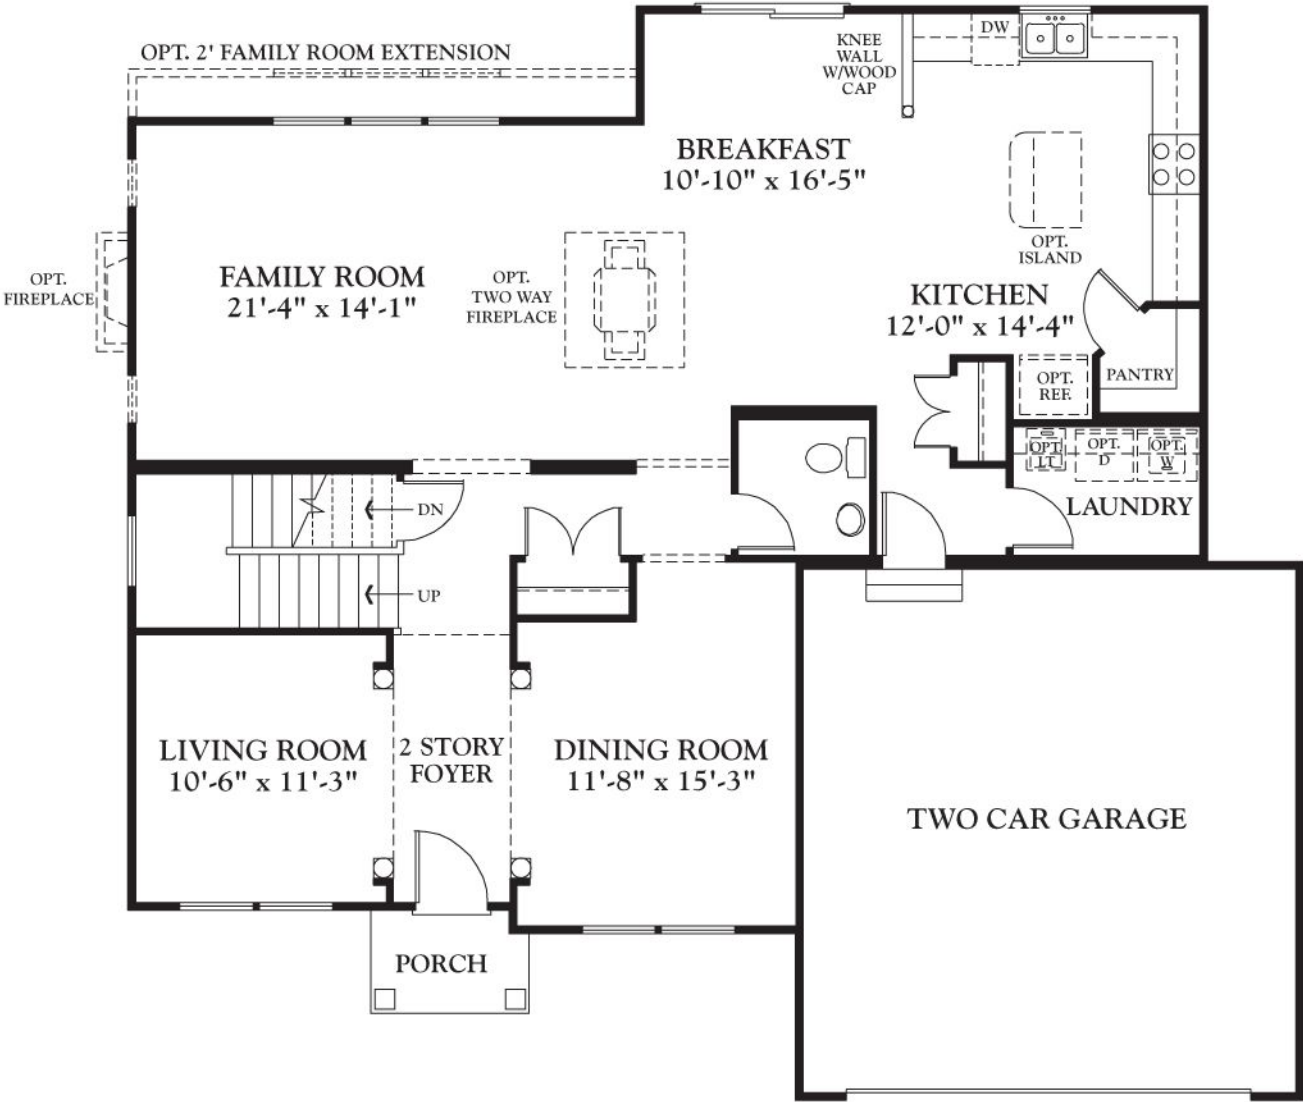 OPT. 2' FAMILY ROOM EXTENSION
KNEE
WALL
W/WOOD
CAP
DW
BREAKFAST
10'-10" x 16'-5"
OPT.
ISLAND
OPT.
FIREPLACE
FAMILY ROOM
21'-4" x 14'-1"
OPT.
TWO WAY
FIREPLACE
KITCHEN
12'-0" x 14'-4"
OPT.
REF.
PANTRY
OPT.
LT
OPT.
D
OPT.
W
LAUNDRY
DN
UP
LIVING ROOM
10'-6" x 11'-3"
2 STORY
FOYER
DINING ROOM
11'-8" x 15'-3"
TWO CAR GARAGE
PORCH